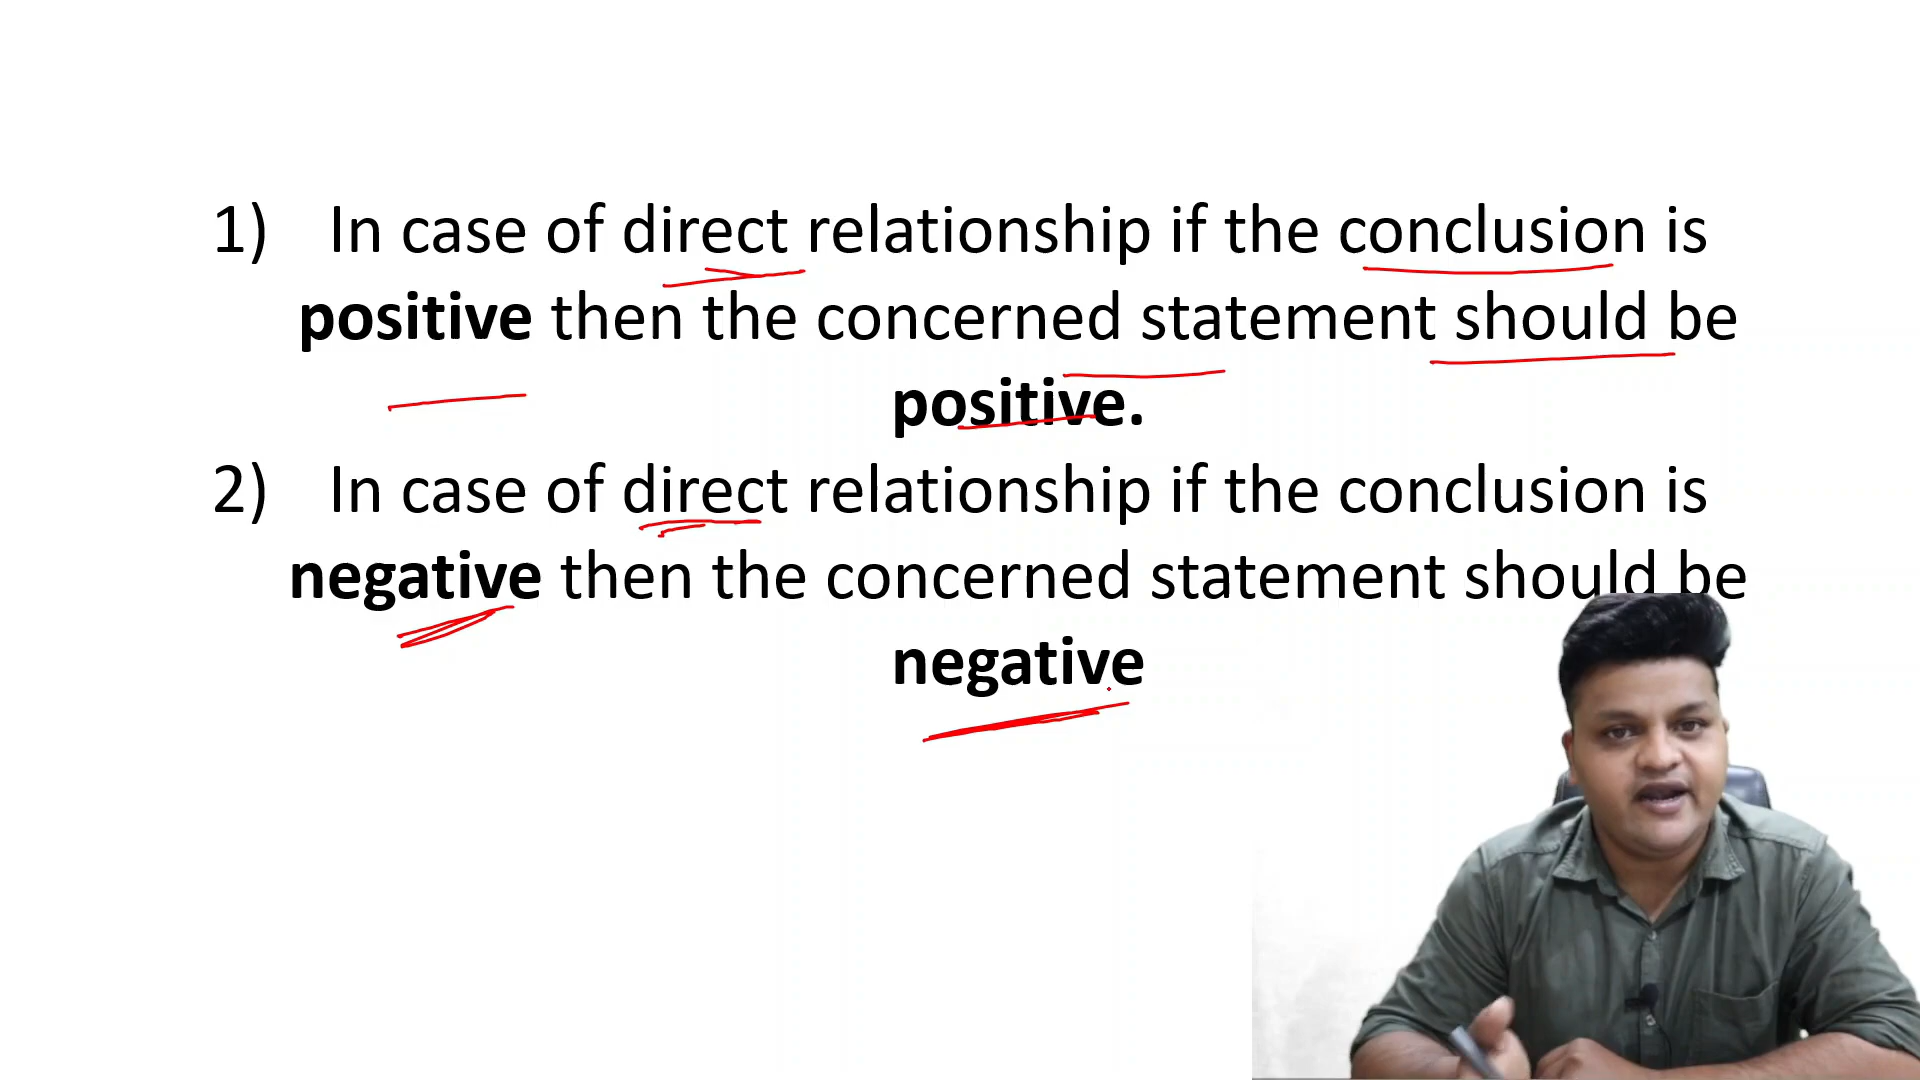 1) In case of direct relationship if the conclusion is
positive then the concerned statement should be
positive.
2) In case of direct relationship if the conclusion is
negative then the concerned statement should be
negative